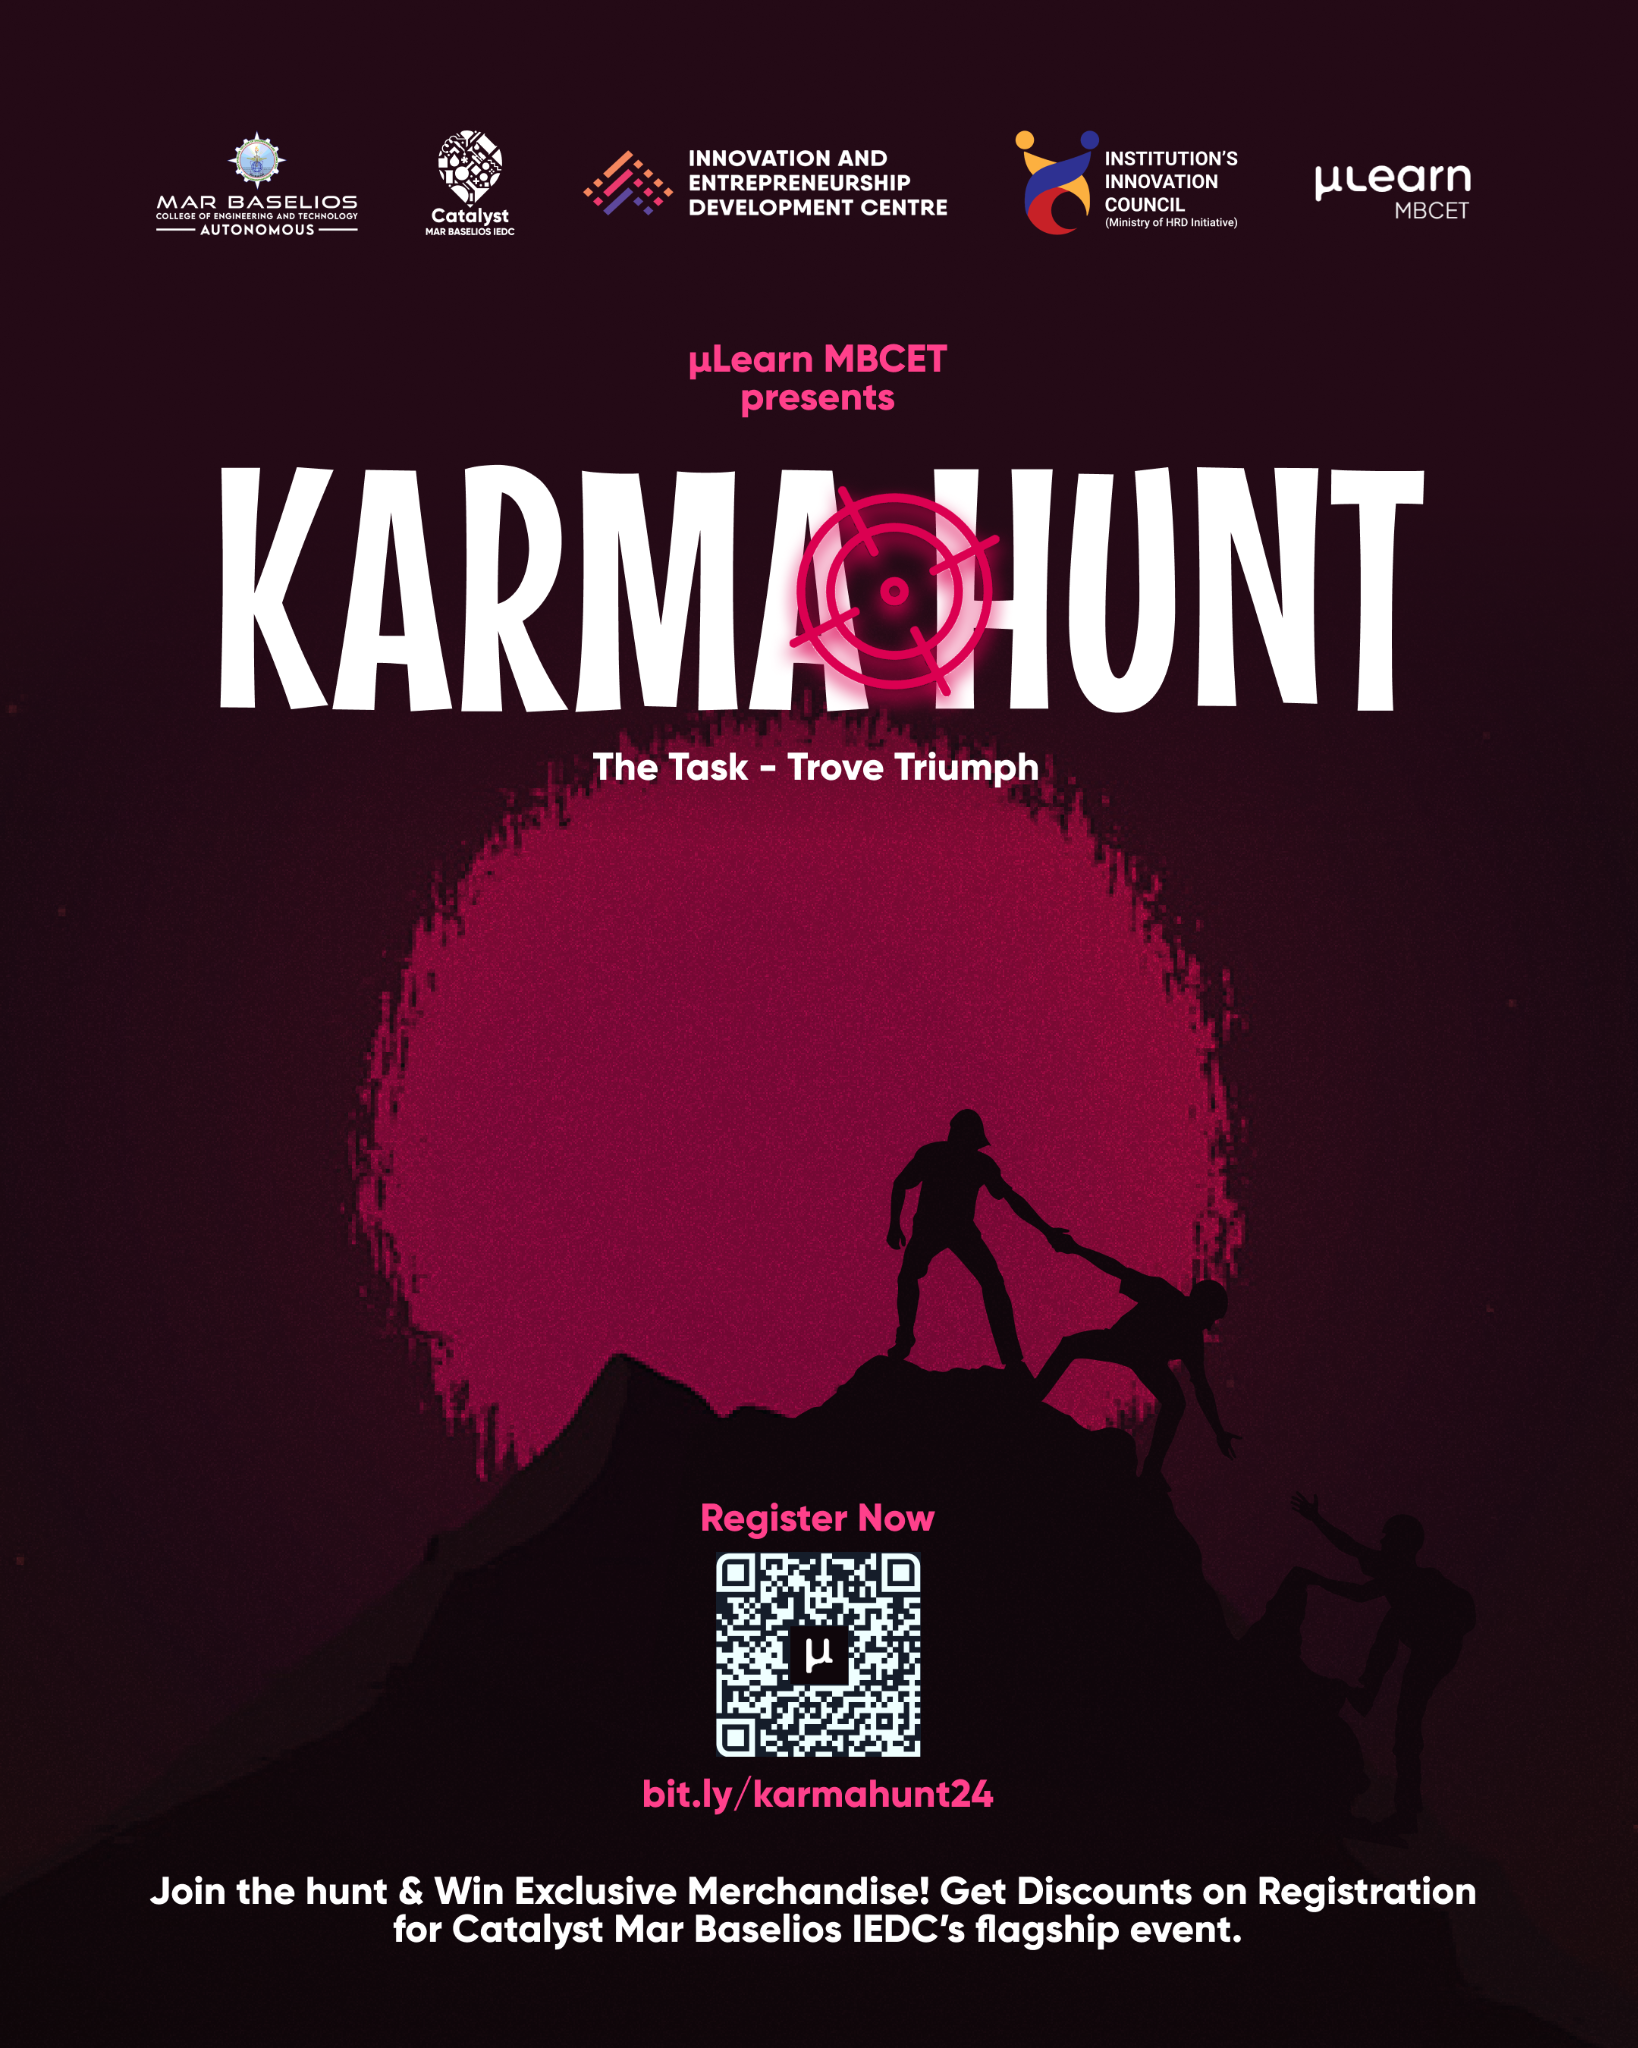 MAR BASELIOS
COLLEGE OF ENGINEERING AND TECHNOLOGY
AUTONOMOUS
Catalyst
MAR BASELIOS IEDC
INNOVATION AND
ENTREPRENEURSHIP
DEVELOPMENT CENTRE
INSTITUTION'S
INNOVATION
COUNCIL
(Ministry of HRD Initiative)
µLearn
MBCET
µLearn MBCET
presents
KARMA HUNT
The Task - Trove Triumph
Register Now
µ
bit.ly/karmahunt24
Join the hunt & Win Exclusive Merchandise! Get Discounts on Registration
for Catalyst Mar Baselios IEDC's flagship event.